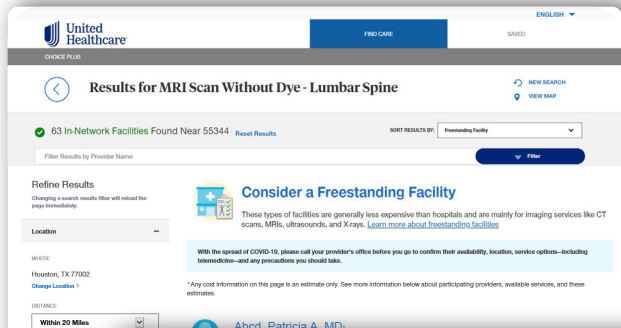 ENGLISH
United
Healthcare
FIND CARE
SAVED
CHOICE PLUS
Results for MRI Scan Without Dye - Lumbar Spine
NEW SEARCH
VIEW MAP
63 In-Network Facilities Found Near 55344 Reset Results
SORT RESULTS BY:
Freestanding Facility
Filter Results by Provider Name
Filter
Refine Results
Changing a search results filter will reload the
page immediately.
Location
WHERE
Houston, TX 77002
Change Location >
DISTANCE
Within 20 Miles
Consider a Freestanding Facility
These types of facilities are generally less expensive than hospitals and are mainly for imaging services like CT
scans, MRIs, ultrasounds, and X-rays. Learn more about freestanding facilities
With the spread of COVID-19, please call your provider's office before you go to confirm their availability, location, service options—including
telemedicine—and any precautions you should take.
*Any cost information on this page is an estimate only. See more information below about participating providers, available services, and these
estimates.
Abcd, Patricia A, MD>